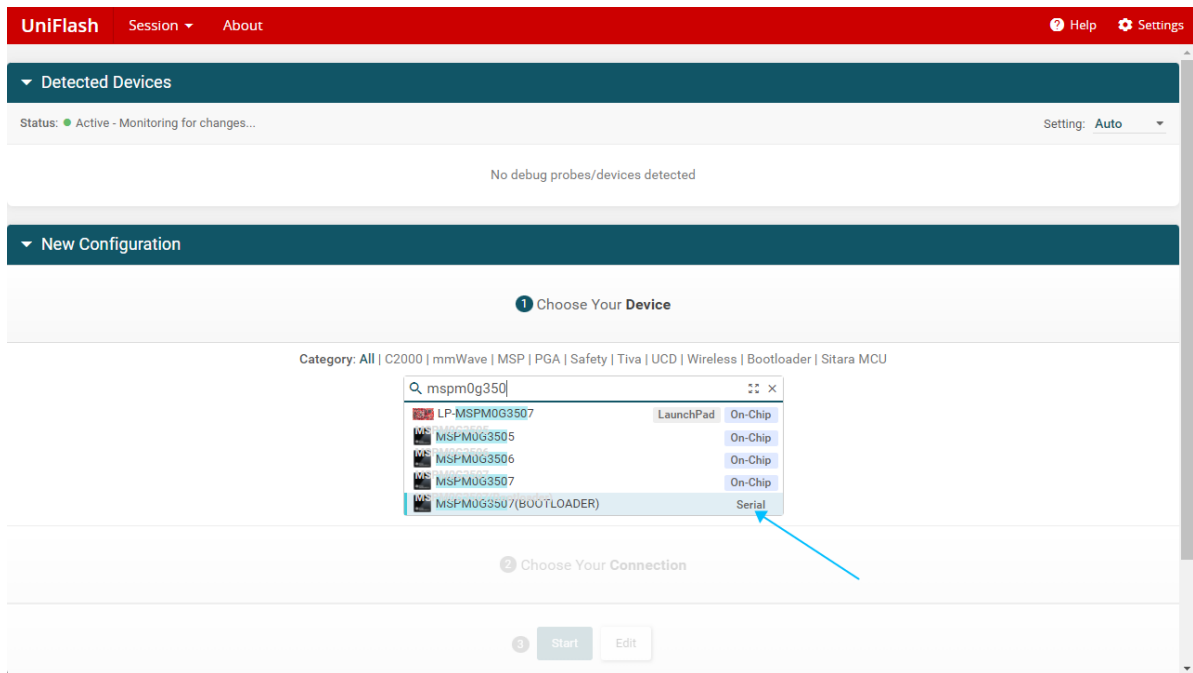 UniFlash Session About Help Settings
Detected Devices
Status: Active - Monitoring for changes... Setting: Auto
No debug probes/devices detected
New Configuration
1 Choose Your Device
Category: All | C2000 | mmWave | MSP | PGA | Safety | Tiva | UCD | Wireless | Bootloader | Sitara MCU
mspm0g350
LP-MSPM0G3507 LaunchPad On-Chip
MSPM0G3505 On-Chip
MSPM0G3506 On-Chip
MSPM0G3507 On-Chip
MSPM0G3507(BOOTLOADER) Serial
2 Choose Your Connection
3 Start Edit